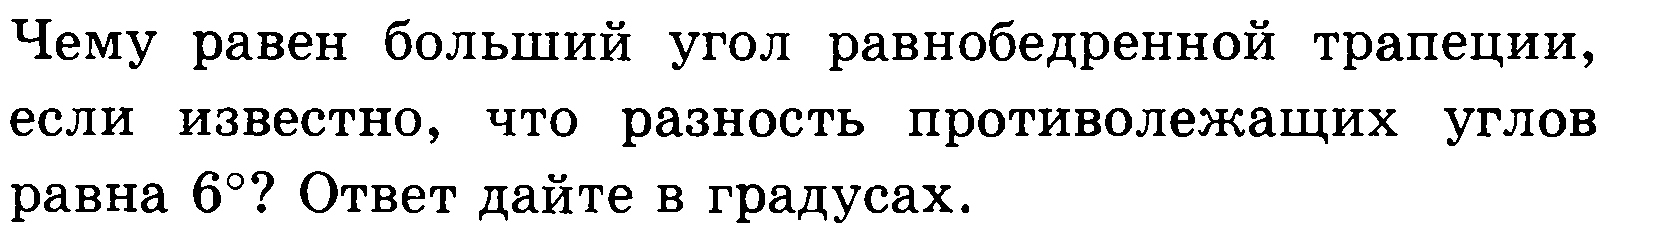 Чему равен больший угол равнобедренной трапеции,
если известно, что разность противолежащих углов
равна 6°? Ответ дайте в градусах.